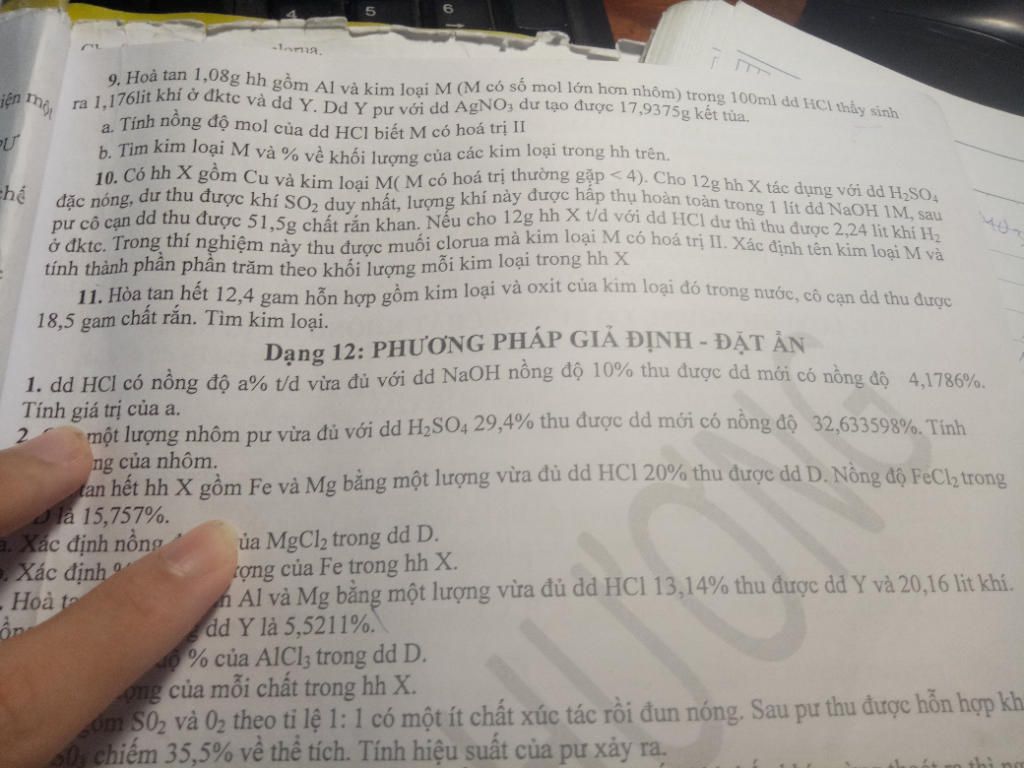 4 5 6
9. Hoà tan 1,08g hh gồm Al và kim loại M (M có số mol lớn hơn nhôm) trong 100ml dd HCl thấy sinh
ra 1,176lit khí ở đktc và dd Y. Dd Y pư với dd AgNO₃ dư tạo được 17,9375g kết tủa.
a. Tính nồng độ mol của dd HCl biết M có hoá trị II
b. Tìm kim loại M và % về khối lượng của các kim loại trong hh trên.
10. Có hh X gồm Cu và kim loại M( M có hoá trị thường gặp < 4). Cho 12g hh X tác dụng với dd H₂SO₄
đặc nóng, dư thu được khí SO₂ duy nhất, lượng khí này được hấp thụ hoàn toàn trong 1 lít dd NaOH 1M, sau
pư cô cạn dd thu được 51,5g chất rắn khan. Nếu cho 12g hh X t/d với dd HCl dư thì thu được 2,24 lit khí H₂
ở đktc. Trong thí nghiệm này thu được muối clorua mà kim loại M có hoá trị II. Xác định tên kim loại M và
tính thành phần phần trăm theo khối lượng mỗi kim loại trong hh X
11. Hòa tan hết 12,4 gam hỗn hợp gồm kim loại và oxit của kim loại đó trong nước, cô cạn dd thu được
18,5 gam chất rắn. Tìm kim loại.
Dạng 12: PHƯƠNG PHÁP GIẢ ĐỊNH - ĐẶT ẨN
1. dd HCl có nồng độ a% t/d vừa đủ với dd NaOH nồng độ 10% thu được dd mới có nồng độ 4,1786%.
Tính giá trị của a.
2. một lượng nhôm pư vừa đủ với dd H₂SO₄ 29,4% thu được dd mới có nồng độ 32,633598%. Tính
của nhôm.
tan hết hh X gồm Fe và Mg bằng một lượng vừa đủ dd HCl 20% thu được dd D. Nồng độ FeCl₂ trong
là 15,757%.
a. Xác định nồng của MgCl₂ trong dd D.
Xác định % của Fe trong hh X.
Hoà Al và Mg bằng một lượng vừa đủ dd HCl 13,14% thu được dd Y và 20,16 lit khí.
dd Y là 5,5211%.
% của AlCl₃ trong dd D.
của mỗi chất trong hh X.
gồm S0₂ và 0₂ theo tỉ lệ 1: 1 có một ít chất xúc tác rồi đun nóng. Sau pư thu được hỗn hợp
chiếm 35,5% về thể tích. Tính hiệu suất của pư xảy ra.